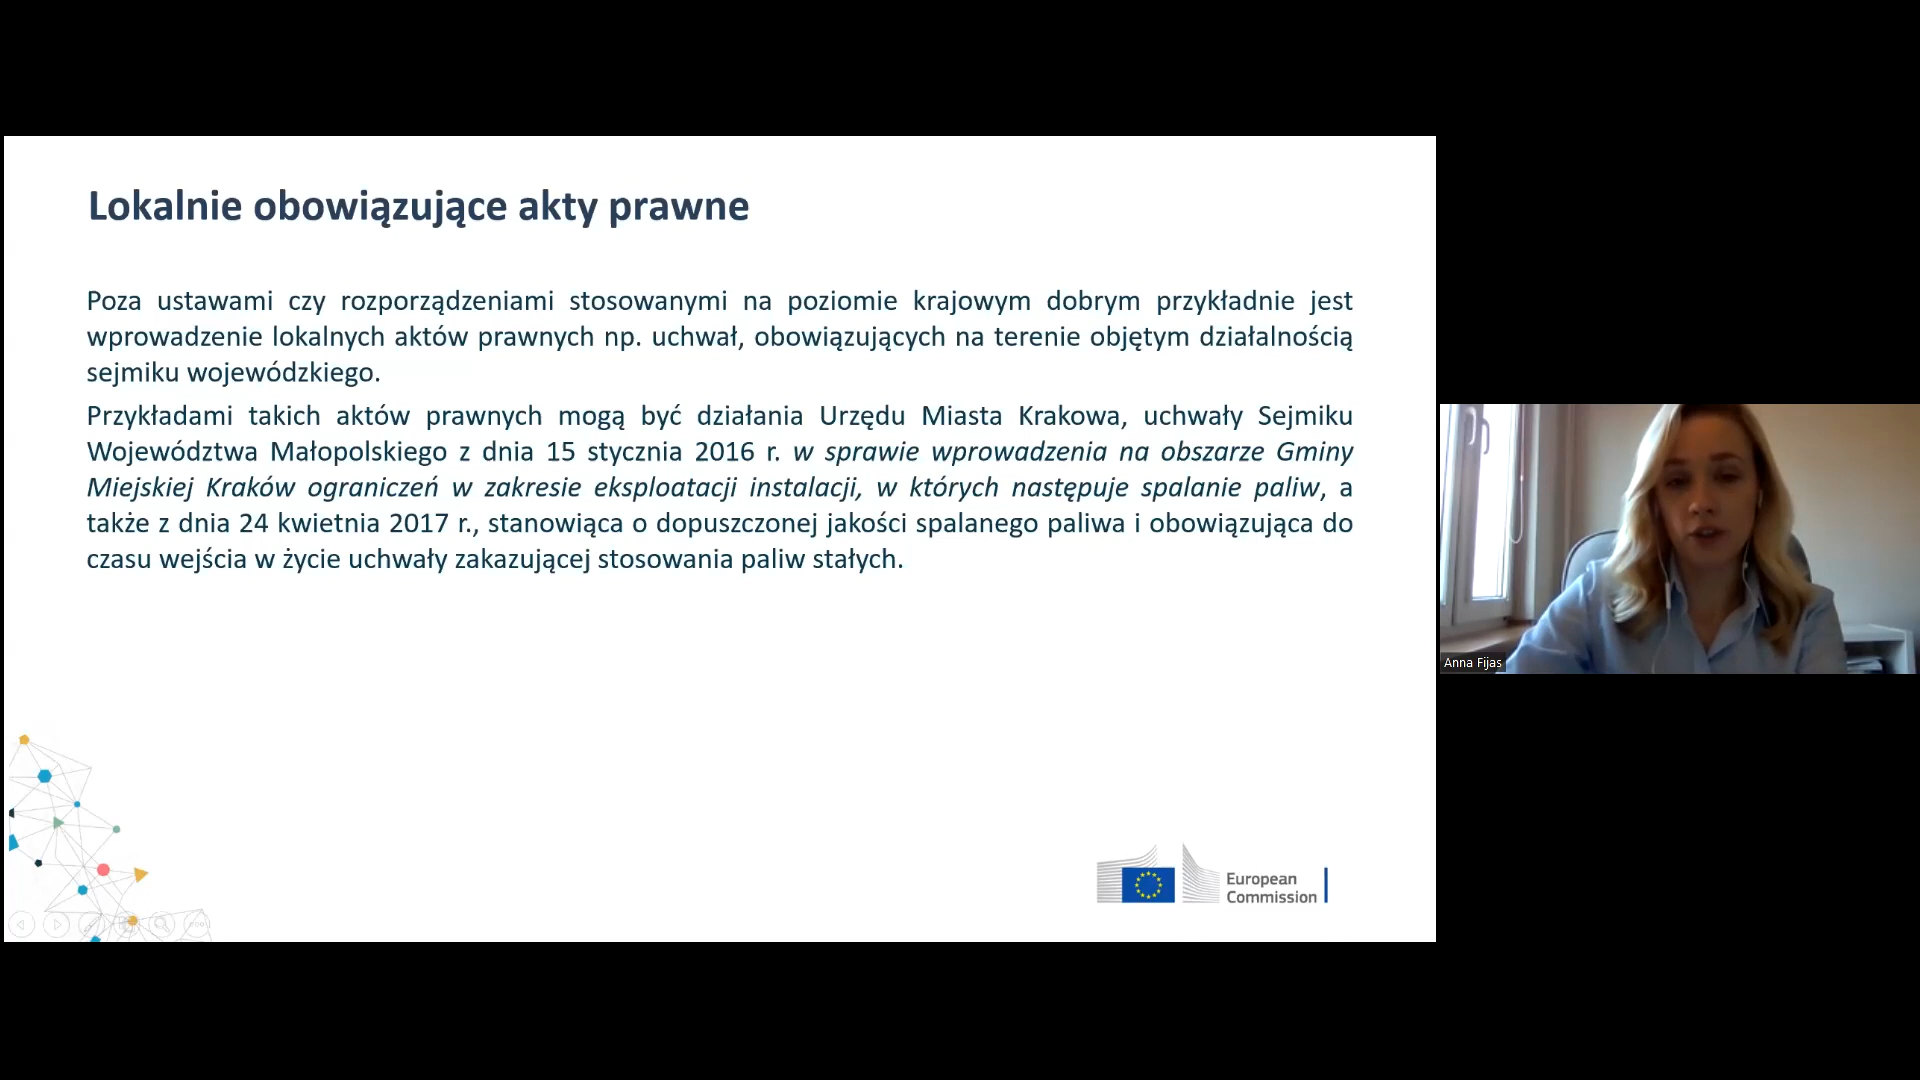 Lokalnie obowiązujące akty prawne
Poza ustawami czy rozporządzeniami stosowanymi na poziomie krajowym dobrym przykładnie jest
wprowadzenie lokalnych aktów prawnych np. uchwał, obowiązujących na terenie objętym działalnością
sejmiku wojewódzkiego.
Przykładami takich aktów prawnych mogą być działania Urzędu Miasta Krakowa, uchwały Sejmiku
Województwa Małopolskiego z dnia 15 stycznia 2016 r. w sprawie wprowadzenia na obszarze Gminy
Miejskiej Kraków ograniczeń w zakresie eksploatacji instalacji, w których następuje spalanie paliw, a
także z dnia 24 kwietnia 2017 r., stanowiąca o dopuszczonej jakości spalanego paliwa i obowiązująca do
czasu wejścia w życie uchwały zakazującej stosowania paliw stałych.
Anna Fijas
European
Commission